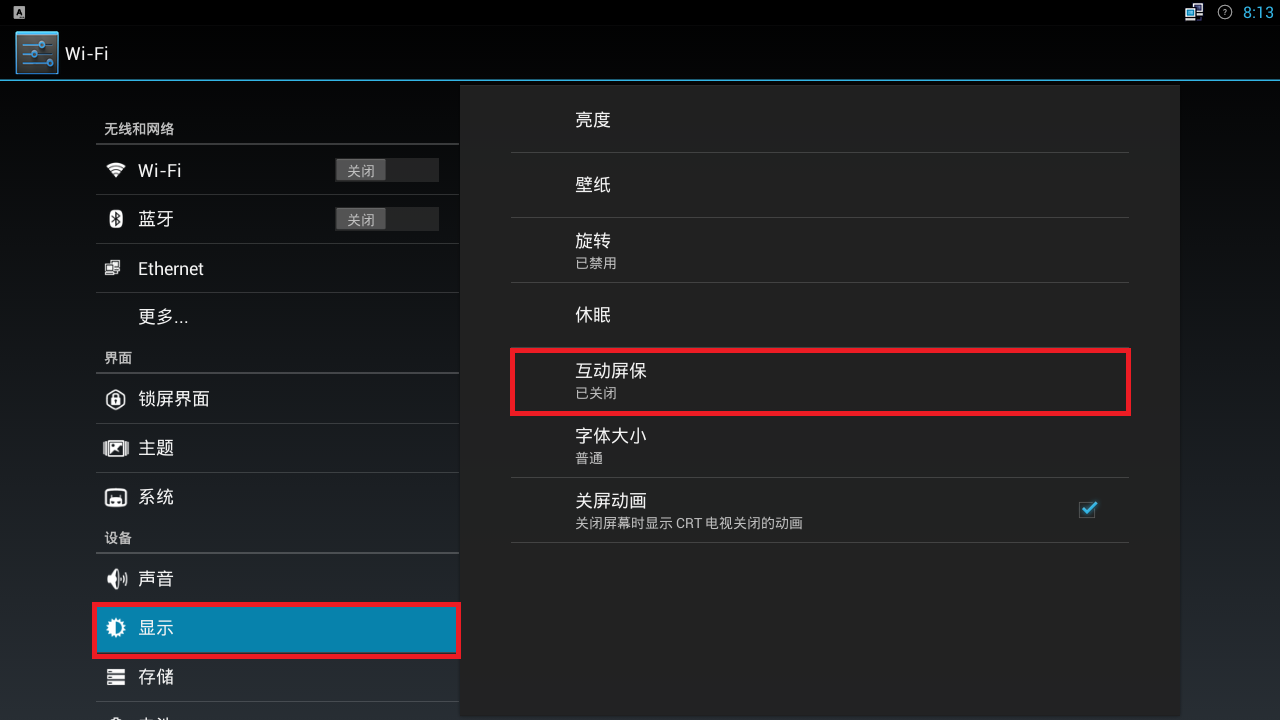 A
? 8:13
Wi-Fi
无线和网络
Wi-Fi 关闭
蓝牙 关闭
Ethernet
更多...
界面
锁屏界面
主题
系统
设备
声音
显示
存储
亮度
壁纸
旋转
已禁用
休眠
互动屏保
已关闭
字体大小
普通
关屏动画
关闭屏幕时显示 CRT 电视关闭的动画